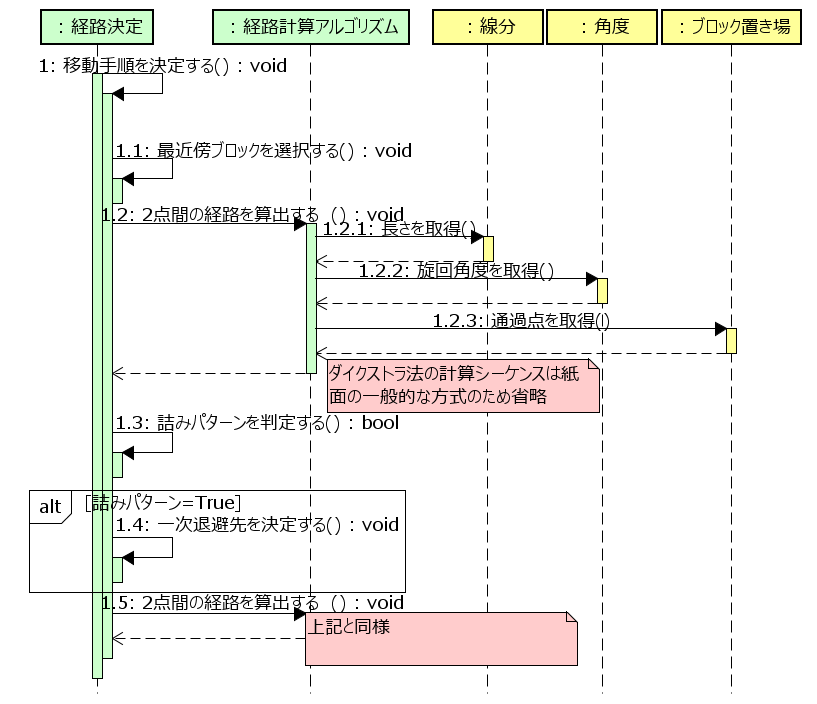 : 経路決定
: 経路計算アルゴリズム
: 線分
: 角度
: ブロック置き場
1: 移動手順を決定する() : void
1.1: 最近傍ブロックを選択する() : void
1.2: 2点間の経路を算出する () : void
1.2.1: 長さを取得()
1.2.2: 旋回角度を取得()
1.2.3: 通過点を取得()
ダイクストラ法の計算シーケンスは紙
面の一般的な方式のため省略
1.3: 詰みパターンを判定する() : bool
alt
[詰みパターン=True]
1.4: 一次退避先を決定する() : void
1.5: 2点間の経路を算出する () : void
上記と同様